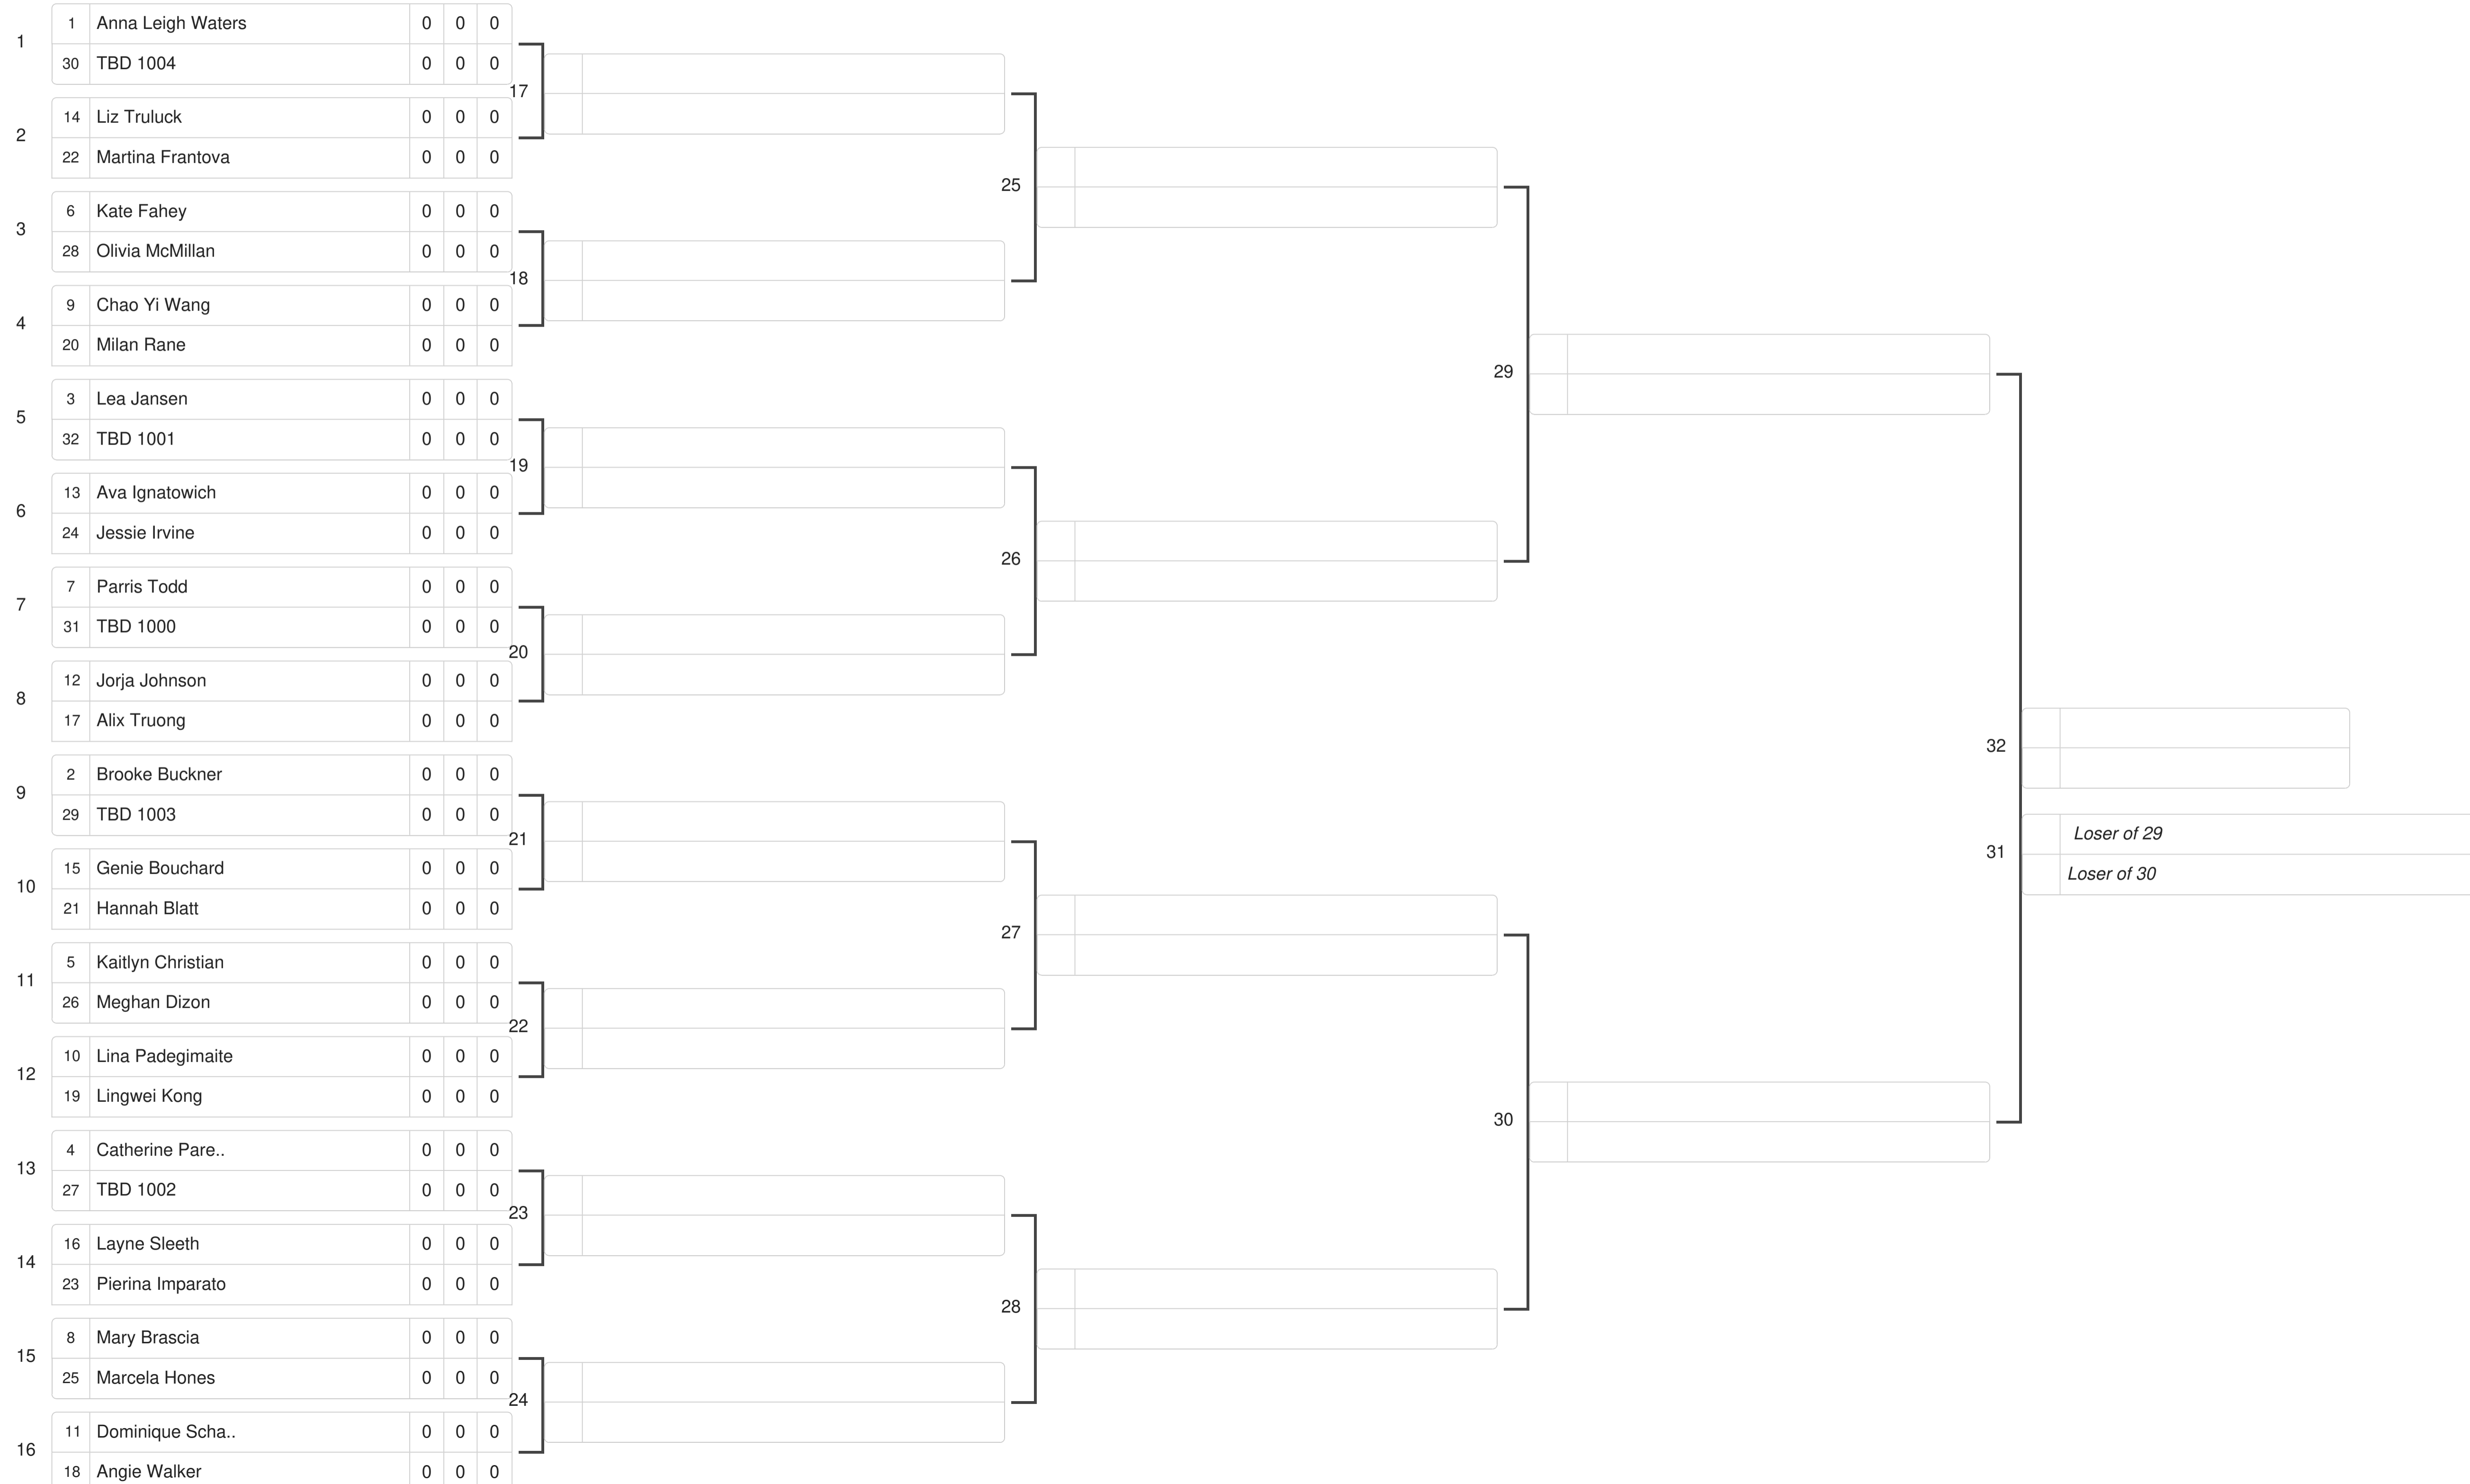 1 Anna Leigh Waters 0 0 0
1
30 TBD 1004 0 0 0
17
14 Liz Truluck 0 0 0
2
22 Martina Frantova 0 0 0
25
6 Kate Fahey 0 0 0
3
28 Olivia McMillan 0 0 0
18
9 Chao Yi Wang 0 0 0
4
20 Milan Rane 0 0 0
29
3 Lea Jansen 0 0 0
5
32 TBD 1001 0 0 0
19
13 Ava Ignatowich 0 0 0
6
24 Jessie Irvine 0 0 0
26
7 Parris Todd 0 0 0
7
31 TBD 1000 0 0 0
20
12 Jorja Johnson 0 0 0
8
17 Alix Truong 0 0 0
32
2 Brooke Buckner 0 0 0
9
29 TBD 1003 0 0 0
Loser of 29
21
31
15 Genie Bouchard 0 0 0
Loser of 30
10
21 Hannah Blatt 0 0 0
27
5 Kaitlyn Christian 0 0 0
11
26 Meghan Dizon 0 0 0
22
10 Lina Padegimaite 0 0 0
12
19 Lingwei Kong 0 0 0
30
4 Catherine Pare.. 0 0 0
13
27 TBD 1002 0 0 0
23
16 Layne Sleeth 0 0 0
14
23 Pierina Imparato 0 0 0
28
8 Mary Brascia 0 0 0
15
25 Marcela Hones 0 0 0
24
11 Dominique Scha.. 0 0 0
16
18 Angie Walker 0 0 0